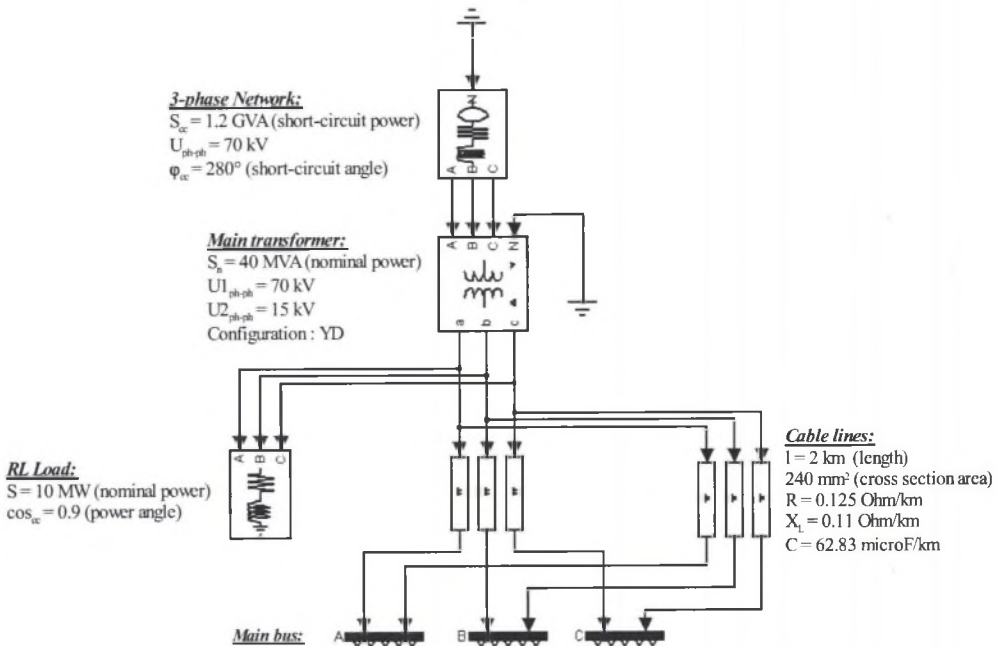 3-phase Network:
S_cc = 1.2 GVA (short-circuit power)
U_ph-ph = 70 kV
φ_cc = 280° (short-circuit angle)
N
A B C
Main transformer:
S_n = 40 MVA (nominal power)
U1_ph-ph = 70 kV
U2_ph-ph = 15 kV
Configuration : YD
A B C N
a b c
RL Load:
S = 10 MW (nominal power)
cos_cc = 0.9 (power angle)
A B C
Cable lines:
l = 2 km (length)
240 mm² (cross section area)
R = 0.125 Ohm/km
X_L = 0.11 Ohm/km
C = 62.83 microF/km
Main bus:
A
B
C